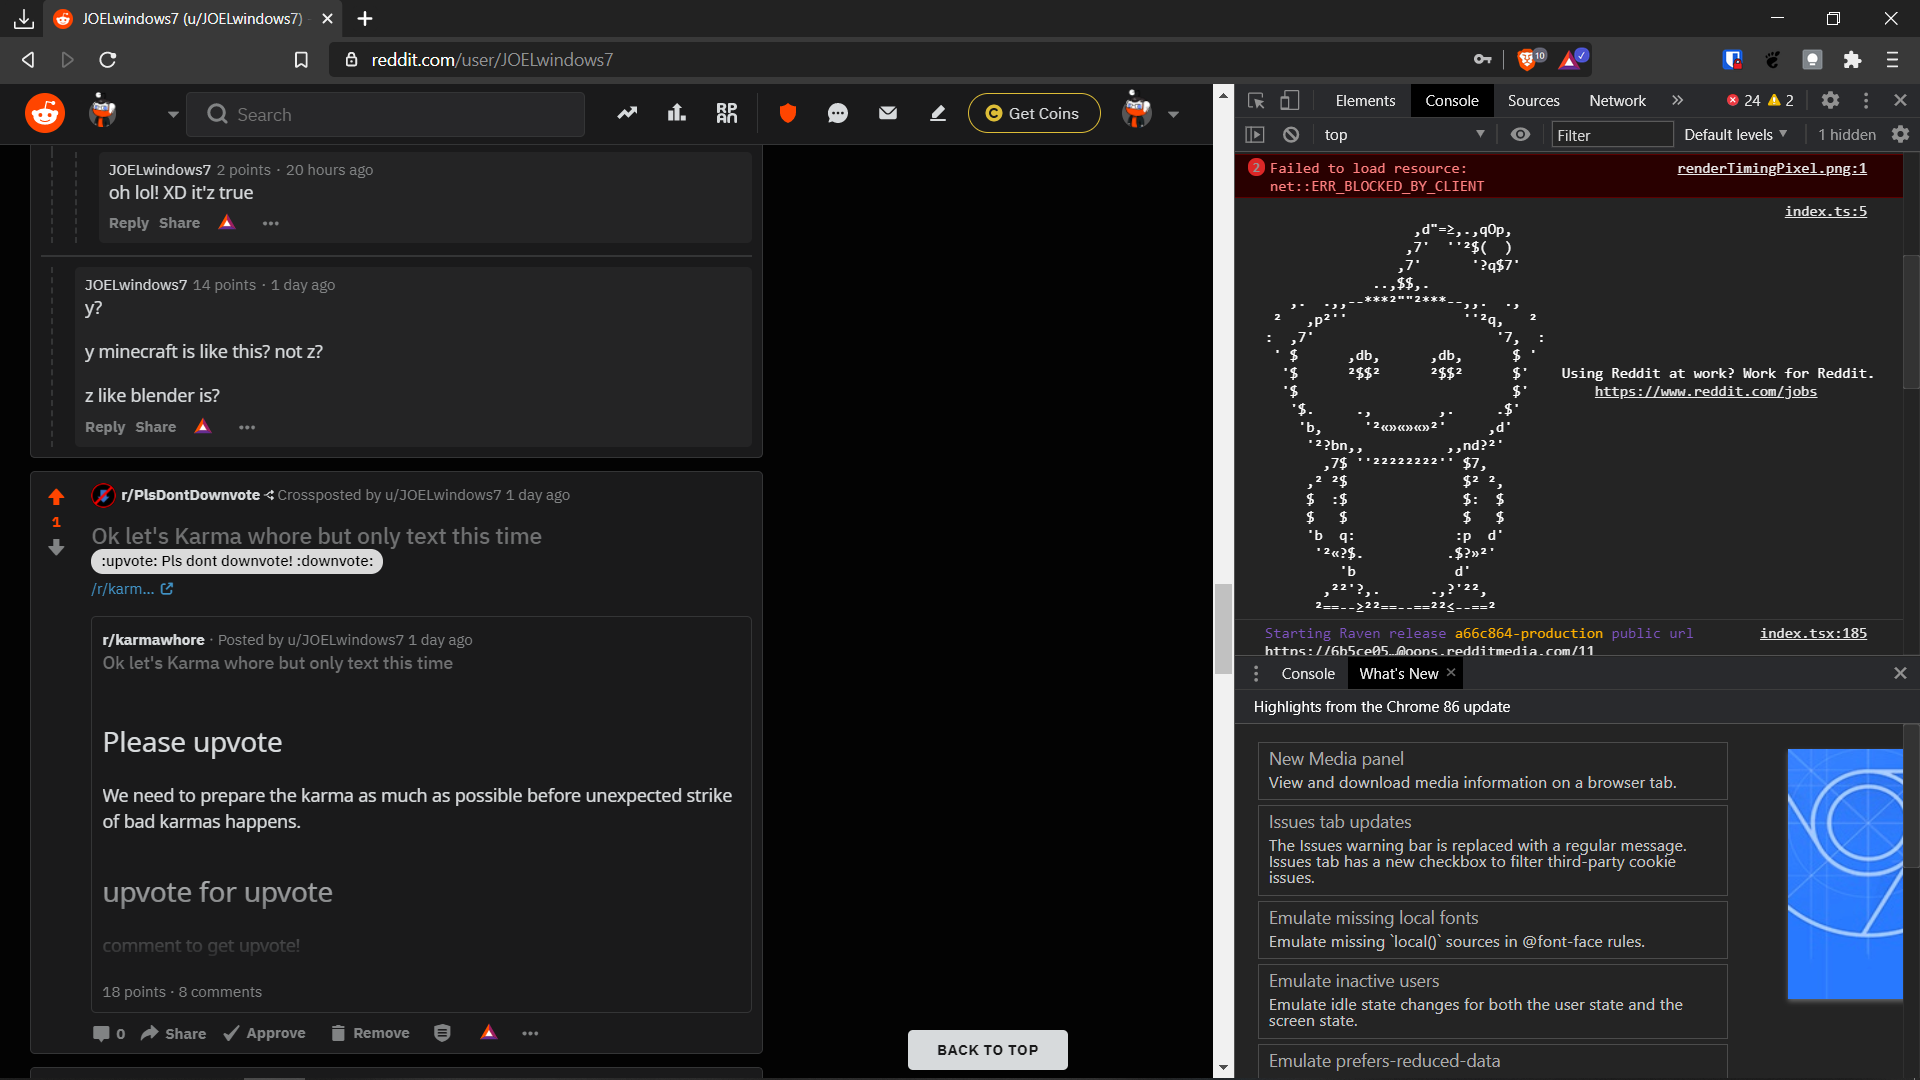 JOELwindows7 (u/JOELwindows7)
reddit.com/user/JOELwindows7
10
Search
Get Coins
JOELwindows7 2 points · 20 hours ago
oh lol! XD it'z true
Reply Share
JOELwindows7 14 points · 1 day ago
y?
y minecraft is like this? not z?
z like blender is?
Reply Share
1
r/PlsDontDownvote Crossposted by u/JOELwindows7 1 day ago
Ok let's Karma whore but only text this time
:upvote: Pls dont downvote! :downvote:
/r/karm...
r/karmawhore · Posted by u/JOELwindows7 1 day ago
Ok let's Karma whore but only text this time
Please upvote
We need to prepare the karma as much as possible before unexpected strike
of bad karmas happens.
upvote for upvote
comment to get upvote!
18 points · 8 comments
0 Share Approve Remove
BACK TO TOP
Elements Console Sources Network 24 2
top Filter Default levels 1 hidden
2 Failed to load resource: renderTimingPixel.png:1
net::ERR_BLOCKED_BY_CLIENT
index.ts:5
Using Reddit at work? Work for Reddit.
https://www.reddit.com/jobs
Starting Raven release a66c864-production public url index.tsx:185
https://6b5ce05…@oops.redditmedia.com/11
Console What's New
Highlights from the Chrome 86 update
New Media panel
View and download media information on a browser tab.
Issues tab updates
The Issues warning bar is replaced with a regular message.
Issues tab has a new checkbox to filter third-party cookie
issues.
Emulate missing local fonts
Emulate missing `local()` sources in @font-face rules.
Emulate inactive users
Emulate idle state changes for both the user state and the
screen state.
Emulate prefers-reduced-data